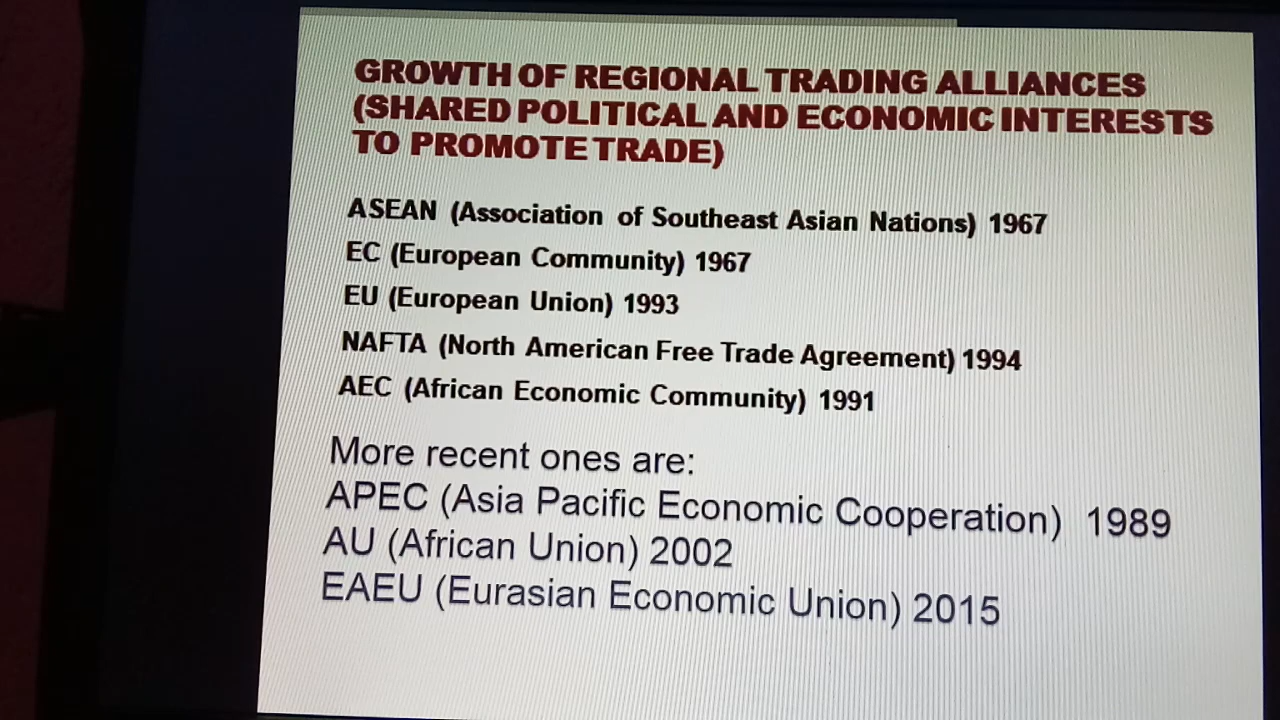 GROWTH OF REGIONAL TRADING ALLIANCES
(SHARED POLITICAL AND ECONOMIC INTERESTS
TO PROMOTE TRADE)
ASEAN (Association of Southeast Asian Nations) 1967
EC (European Community) 1967
EU (European Union) 1993
NAFTA (North American Free Trade Agreement) 1994
AEC (African Economic Community) 1991
More recent ones are:
APEC (Asia Pacific Economic Cooperation) 1989
AU (African Union) 2002
EAEU (Eurasian Economic Union) 2015